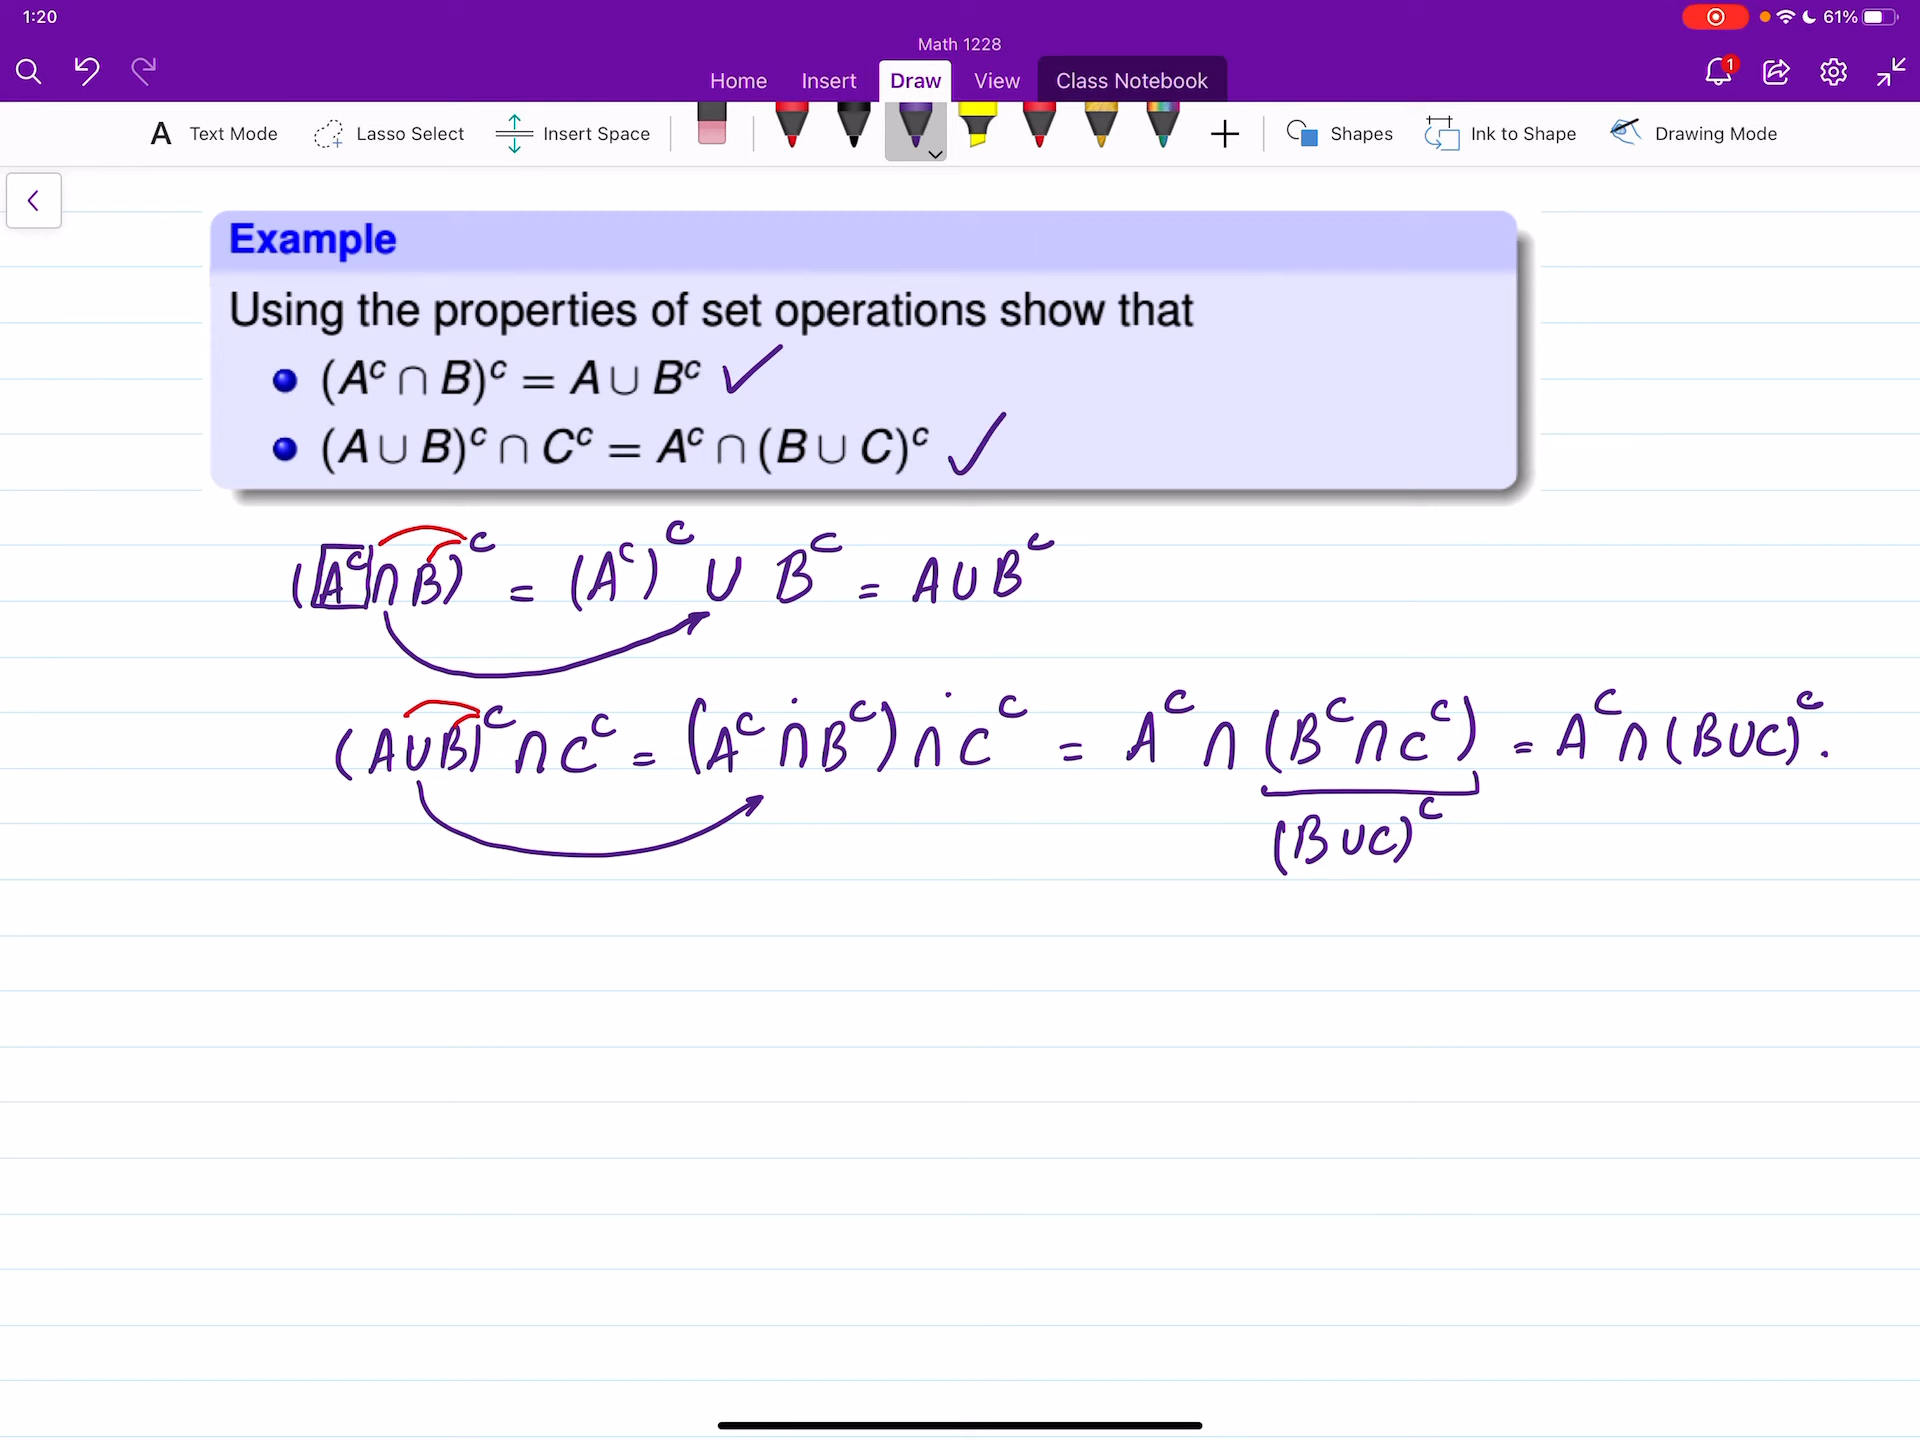 1:20
61%
Math 1228
Home Insert Draw View Class Notebook
1
A Text Mode Lasso Select Insert Space Shapes Ink to Shape Drawing Mode
Example
Using the properties of set operations show that
(Aᶜ ∩ B)ᶜ = A ∪ Bᶜ ✓
(A ∪ B)ᶜ ∩ Cᶜ = Aᶜ ∩ (B ∪ C)ᶜ ✓
(Aᶜ ∩ B)ᶜ = (Aᶜ)ᶜ ∪ Bᶜ = A ∪ Bᶜ
(A ∪ B)ᶜ ∩ Cᶜ = (Aᶜ ∩ Bᶜ) ∩ Cᶜ = Aᶜ ∩ (Bᶜ ∩ Cᶜ) = Aᶜ ∩ (B ∪ C)ᶜ.
(B ∪ C)ᶜ